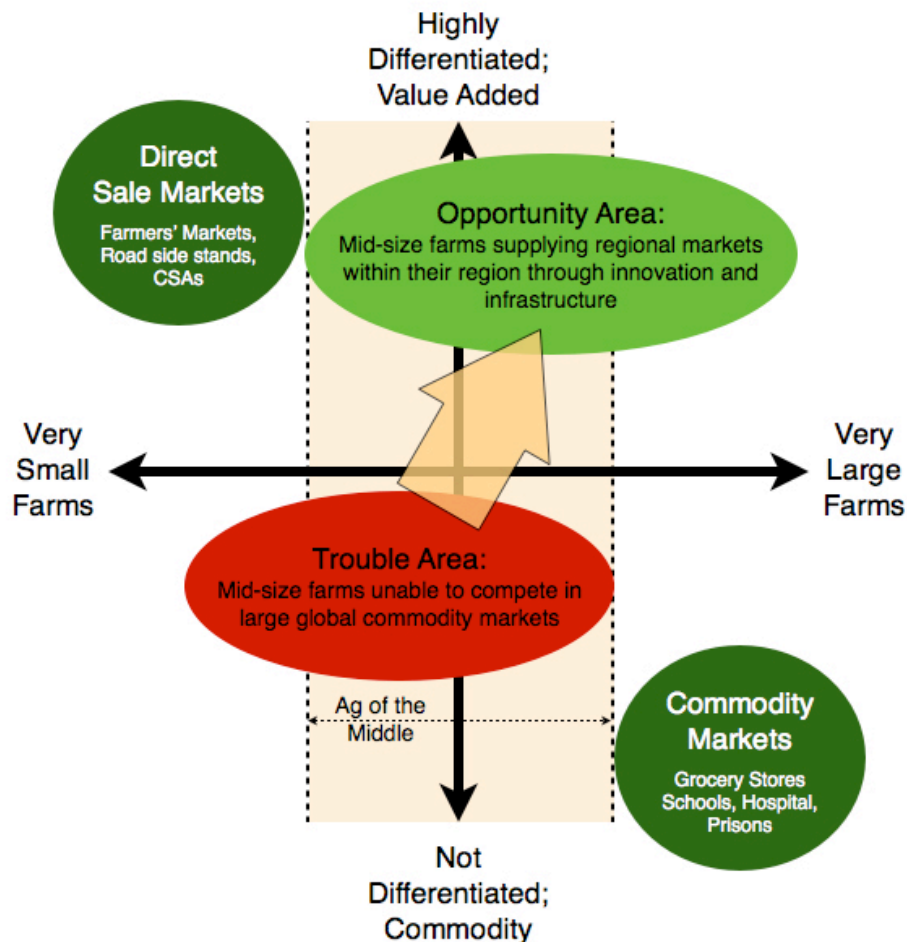 Highly
Differentiated;
Value Added
Direct
Sale Markets
Farmers' Markets,
Road side stands,
CSAs
Opportunity Area:
Mid-size farms supplying regional markets
within their region through innovation and
infrastructure
Very
Small
Farms
Very
Large
Farms
Trouble Area:
Mid-size farms unable to compete in
large global commodity markets
Ag of the
Middle
Commodity
Markets
Grocery Stores
Schools, Hospital,
Prisons
Not
Differentiated;
Commodity